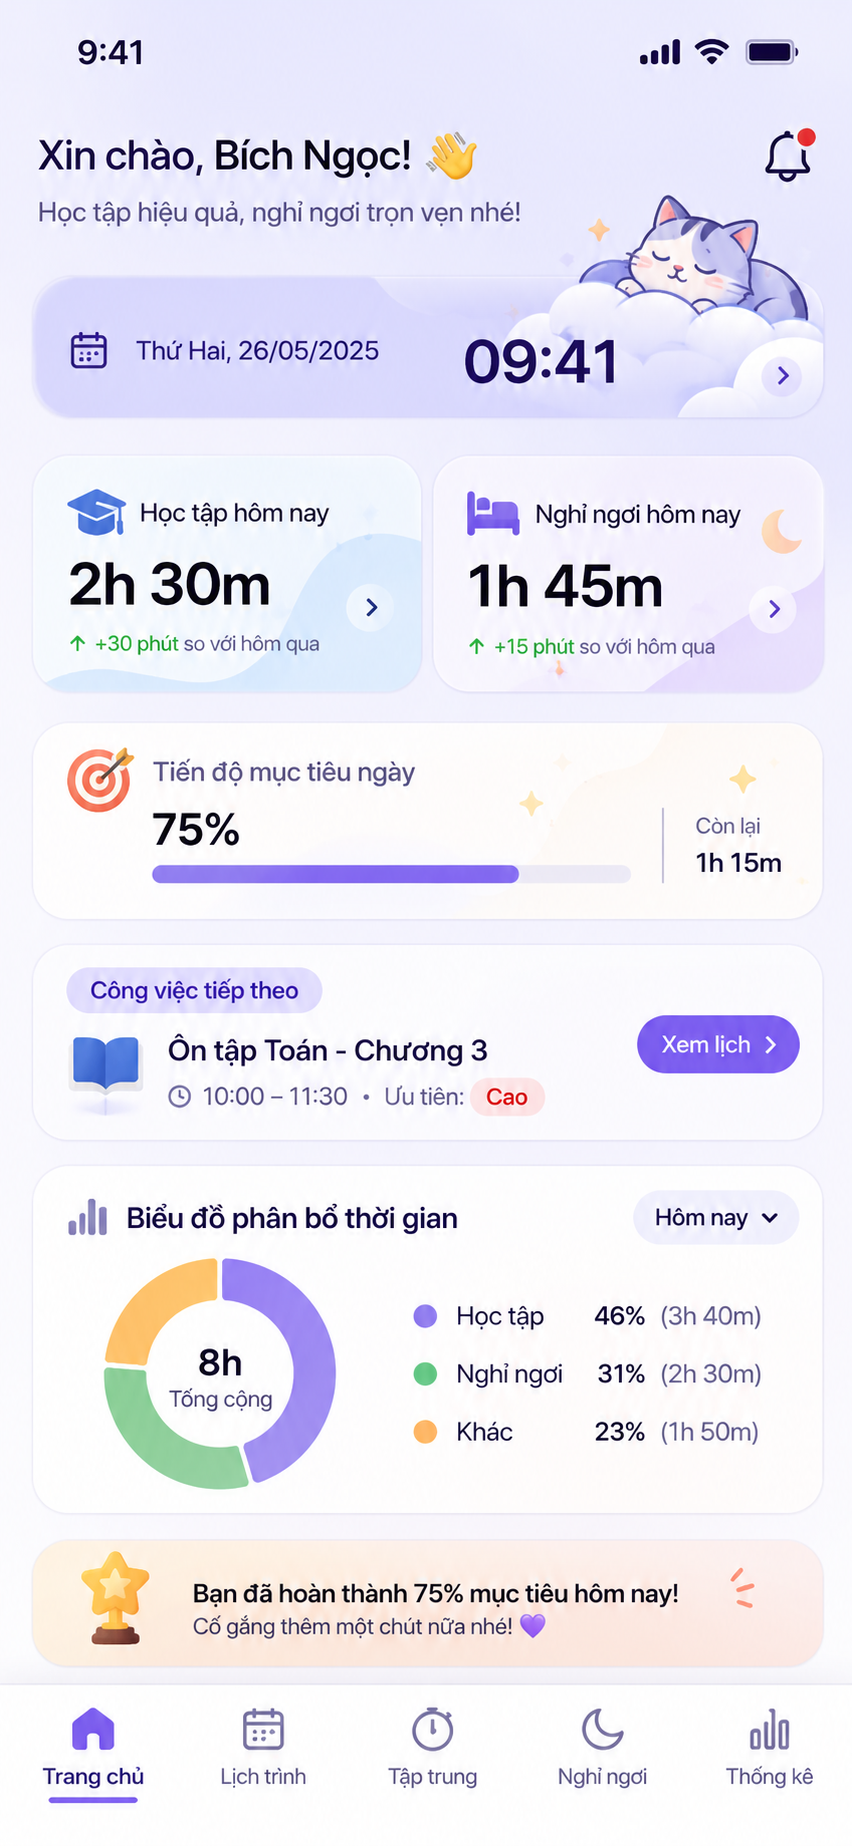 9:41
Xin chào, Bích Ngọc! 👋
Học tập hiệu quả, nghỉ ngơi trọn vẹn nhé!
Thứ Hai, 26/05/2025
09:41
Học tập hôm nay
2h 30m
↑ +30 phút so với hôm qua
Nghỉ ngơi hôm nay
1h 45m
↑ +15 phút so với hôm qua
Tiến độ mục tiêu ngày
75%
Còn lại
1h 15m
Công việc tiếp theo
Ôn tập Toán - Chương 3
10:00 – 11:30 • Ưu tiên: Cao
Xem lịch
Biểu đồ phân bổ thời gian
Hôm nay
8h
Tổng cộng
Học tập 46% (3h 40m)
Nghỉ ngơi 31% (2h 30m)
Khác 23% (1h 50m)
Bạn đã hoàn thành 75% mục tiêu hôm nay!
Cố gắng thêm một chút nữa nhé! 💜
Trang chủ
Lịch trình
Tập trung
Nghỉ ngơi
Thống kê